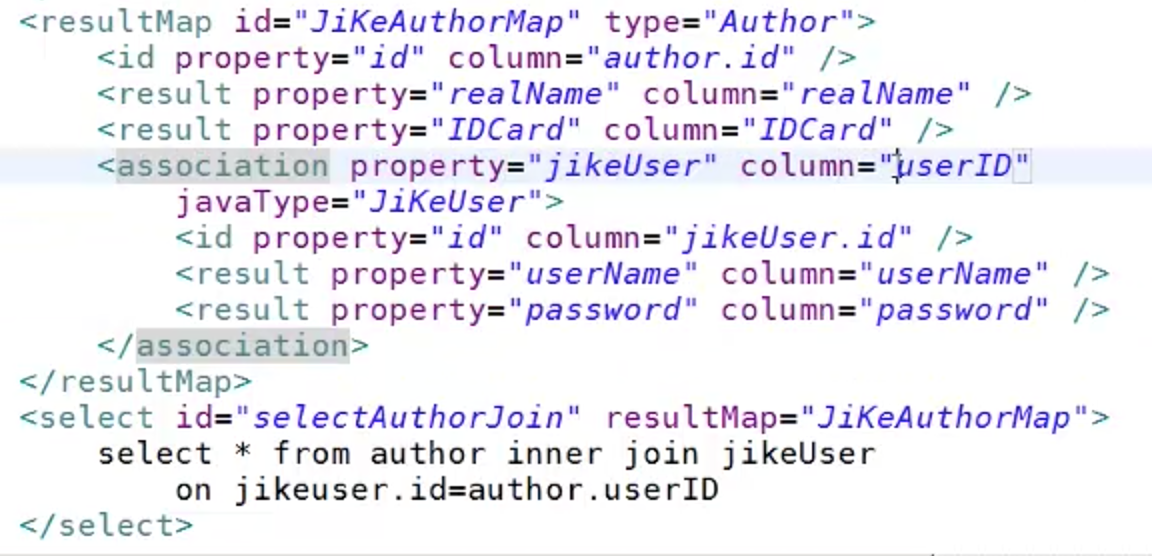 <resultMap id="JiKeAuthorMap" type="Author">
    <id property="id" column="author.id" />
    <result property="realName" column="realName" />
    <result property="IDCard" column="IDCard" />
    <association property="jikeUser" column="userID"
        javaType="JiKeUser">
        <id property="id" column="jikeUser.id" />
        <result property="userName" column="userName" />
        <result property="password" column="password" />
    </association>
</resultMap>
<select id="selectAuthorJoin" resultMap="JiKeAuthorMap">
    select * from author inner join jikeUser
        on jikeuser.id=author.userID
</select>